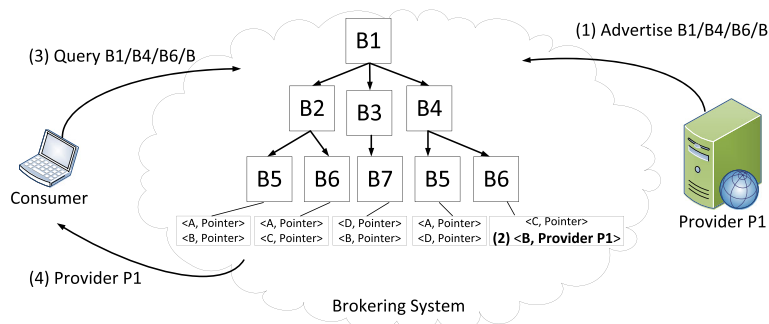 (1) Advertise B1/B4/B6/B
(3) Query B1/B4/B6/B
B1
B2
B3
B4
B5
B6
B7
B5
B6
Consumer
Provider P1
<A, Pointer>
<B, Pointer>
<A, Pointer>
<C, Pointer>
<D, Pointer>
<B, Pointer>
<A, Pointer>
<D, Pointer>
<C, Pointer>
(2) <B, Provider P1>
(4) Provider P1
Brokering System